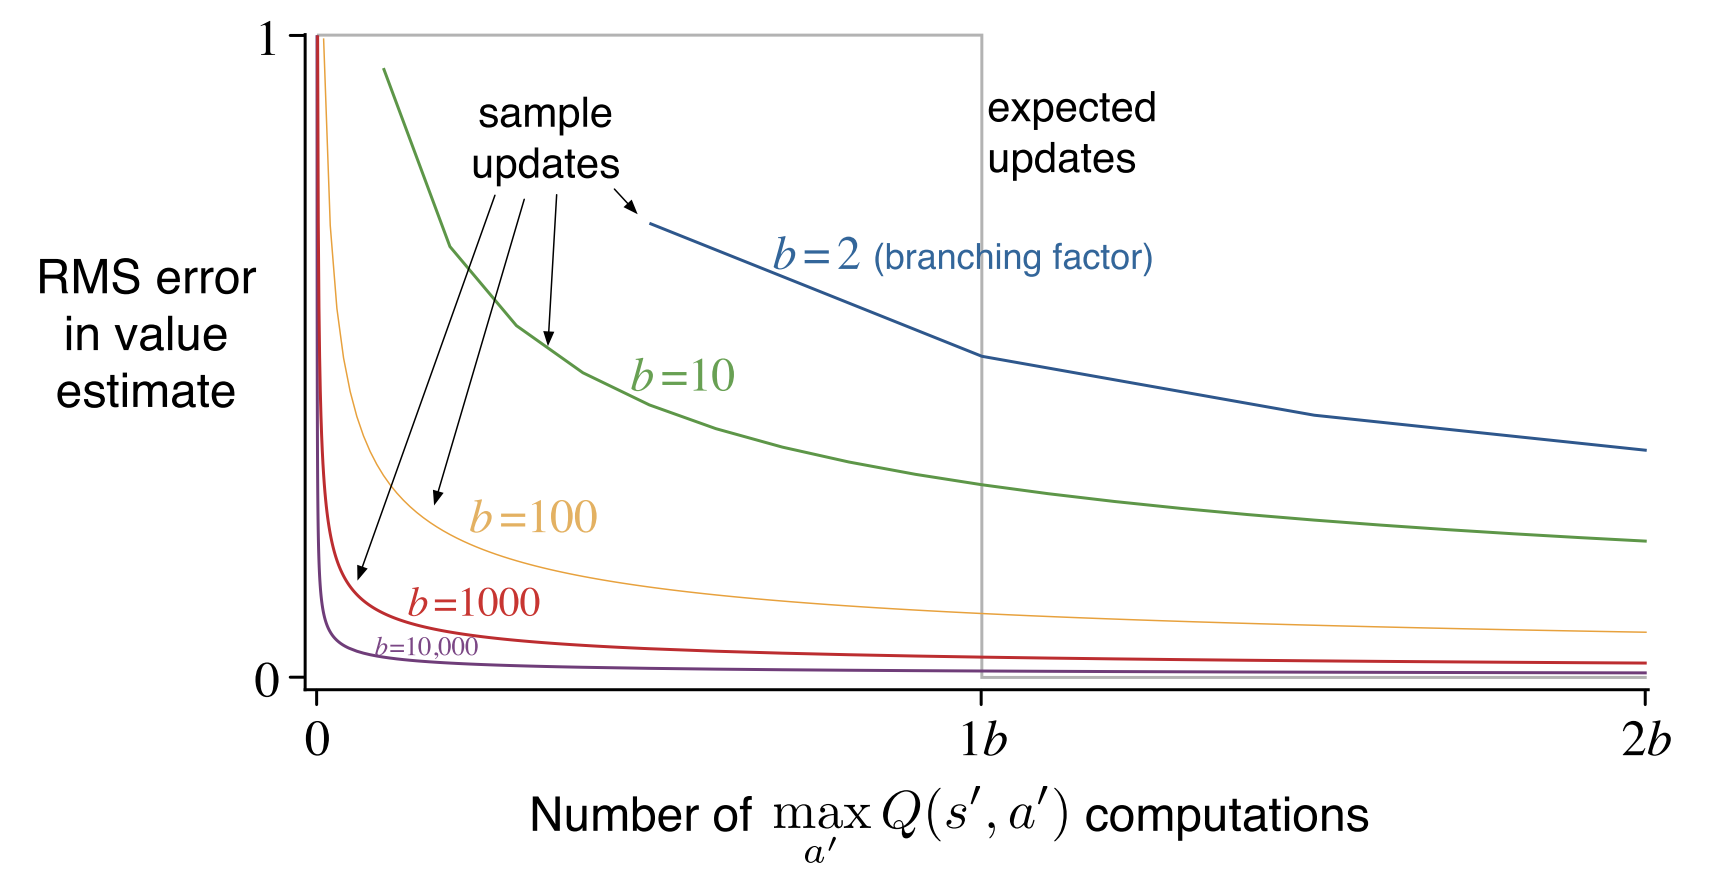 1
sample
updates
expected
updates
b=2 (branching factor)
RMS error
in value
estimate
b=10
b=100
b=1000
b=10,000
0
0
1b
2b
Number of max Q(s′, a′) computations
a′